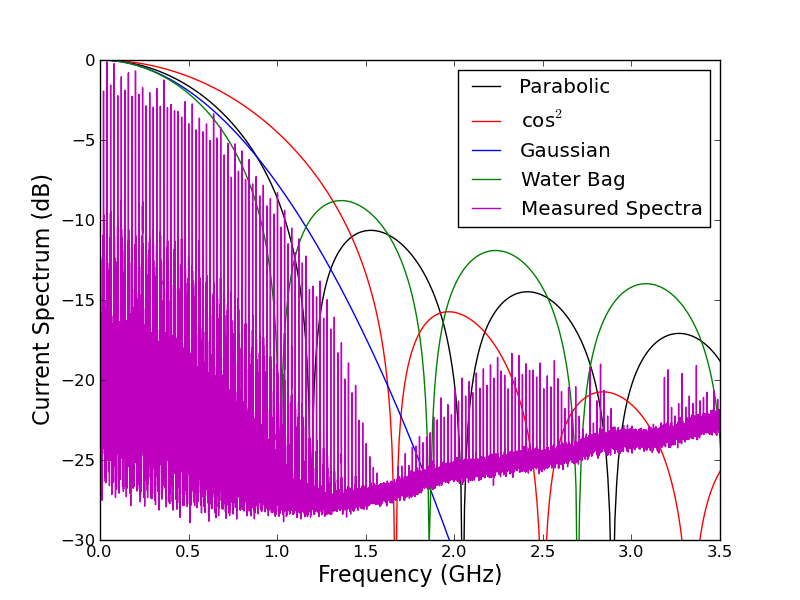 0
−5
−10
−15
−20
−25
−30
0.0 0.5 1.0 1.5 2.0 2.5 3.0 3.5
Current Spectrum (dB)
Frequency (GHz)
Parabolic
cos²
Gaussian
Water Bag
Measured Spectra